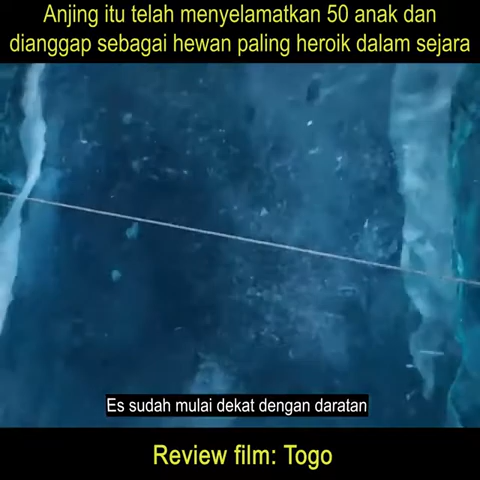 Anjing itu telah menyelamatkan 50 anak dan
dianggap sebagai hewan paling heroik dalam sejara
Es sudah mulai dekat dengan daratan
Review film: Togo